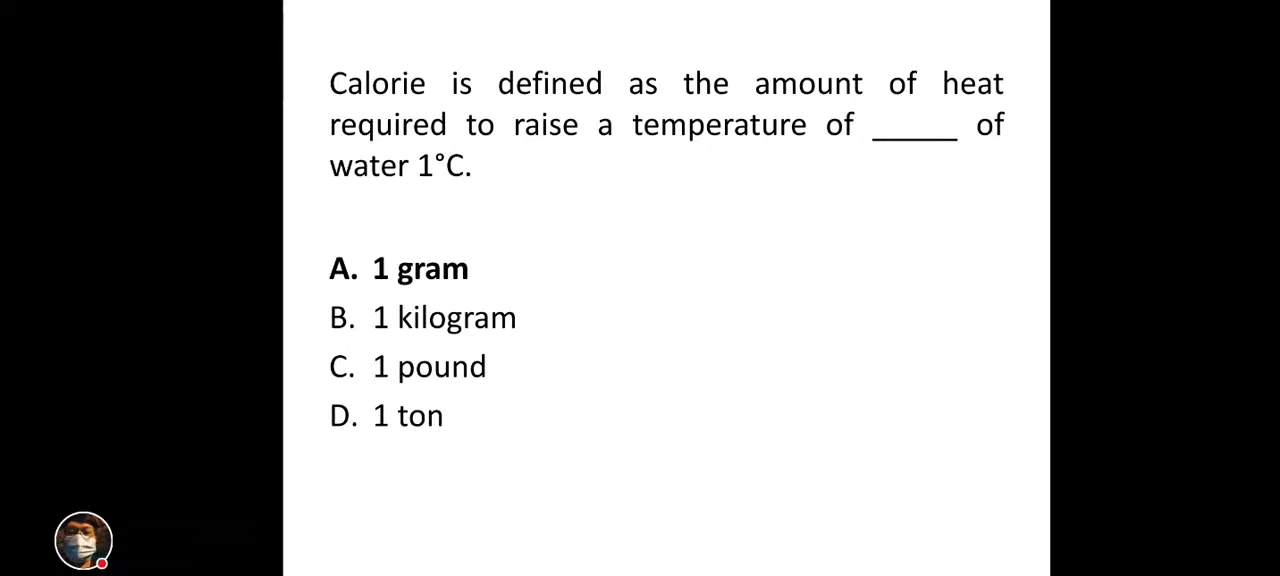 Calorie is defined as the amount of heat
required to raise a temperature of _____ of
water 1°C.
A. 1 gram
B. 1 kilogram
C. 1 pound
D. 1 ton